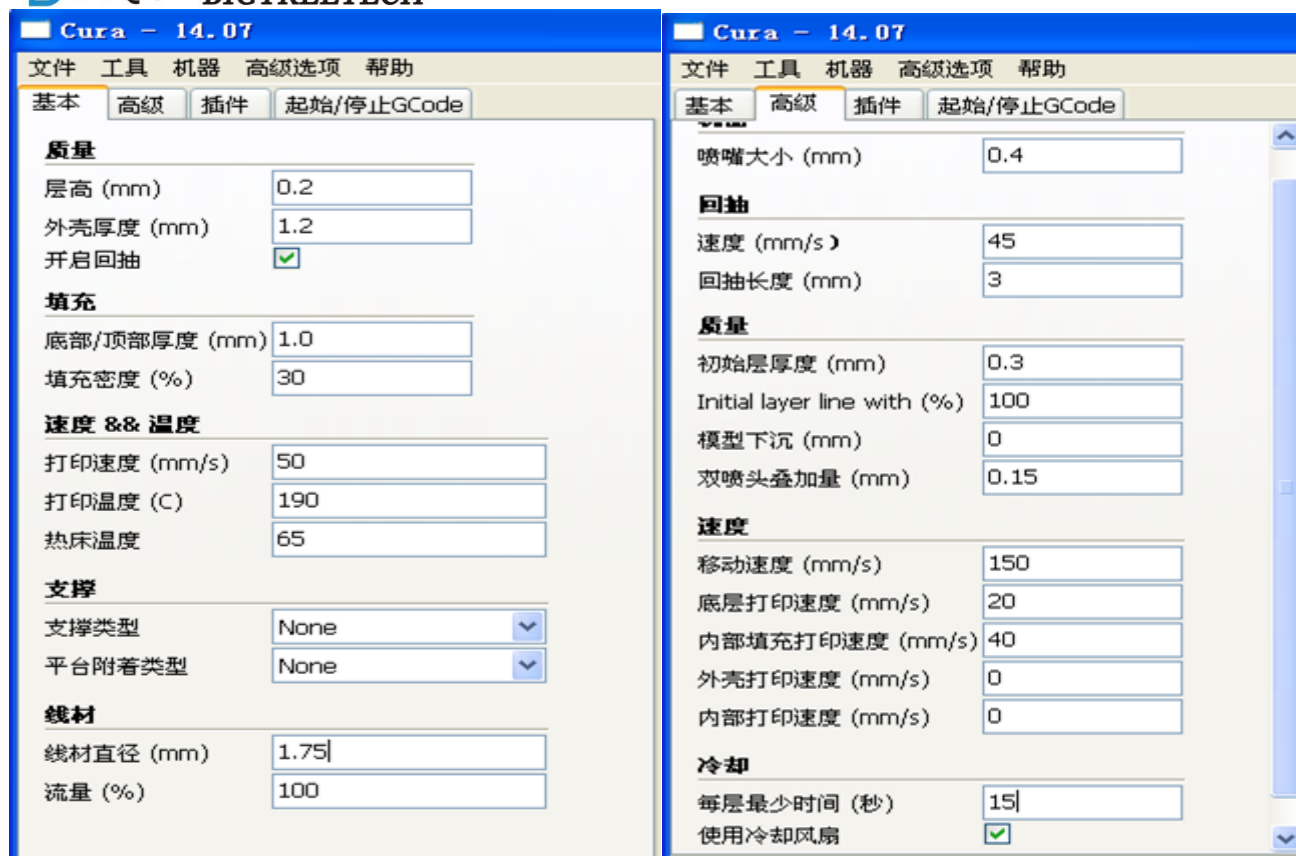 BIGTREETECH
Cura - 14.07
文件 工具 机器 高级选项 帮助
基本 高级 插件 起始/停止GCode
质量
层高 (mm) 0.2
外壳厚度 (mm) 1.2
开启回抽
填充
底部/顶部厚度 (mm) 1.0
填充密度 (%) 30
速度 && 温度
打印速度 (mm/s) 50
打印温度 (C) 190
热床温度 65
支撑
支撑类型 None
平台附着类型 None
线材
线材直径 (mm) 1.75
流量 (%) 100
Cura - 14.07
文件 工具 机器 高级选项 帮助
基本 高级 插件 起始/停止GCode
喷嘴大小 (mm) 0.4
回抽
速度 (mm/s) 45
回抽长度 (mm) 3
质量
初始层厚度 (mm) 0.3
Initial layer line with (%) 100
模型下沉 (mm) 0
双喷头叠加量 (mm) 0.15
速度
移动速度 (mm/s) 150
底层打印速度 (mm/s) 20
内部填充打印速度 (mm/s) 40
外壳打印速度 (mm/s) 0
内部打印速度 (mm/s) 0
冷却
每层最少时间 (秒) 15
使用冷却风扇